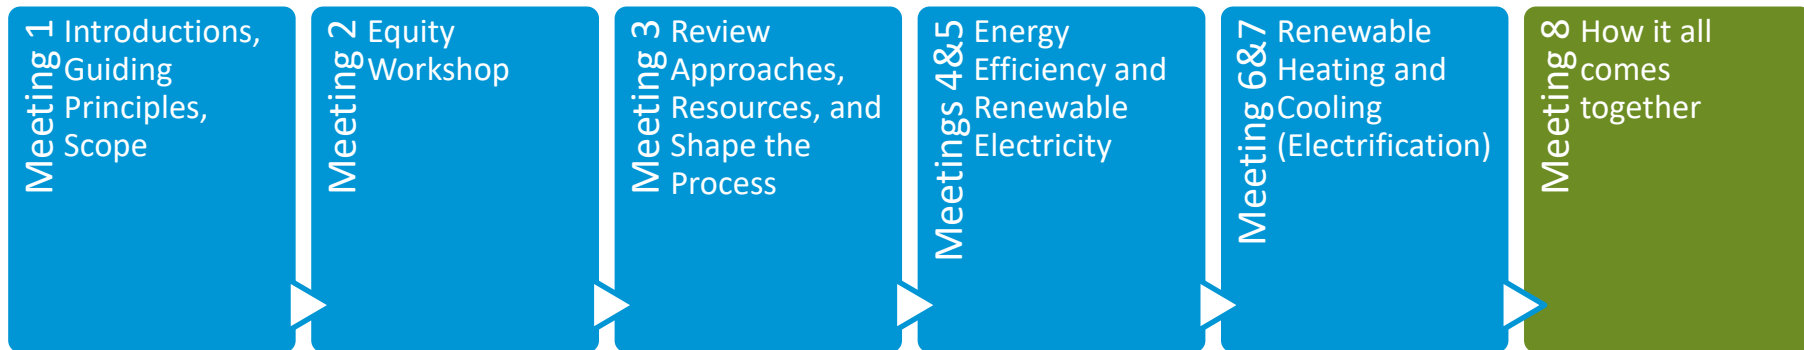 Meeting 1
Introductions,
Guiding
Principles,
Scope
Meeting 2
Equity
Workshop
Meeting 3
Review
Approaches,
Resources, and
Shape the
Process
Meetings 4&5
Energy
Efficiency and
Renewable
Electricity
Meeting 6&7
Renewable
Heating and
Cooling
(Electrification)
Meeting 8
How it all
comes
together